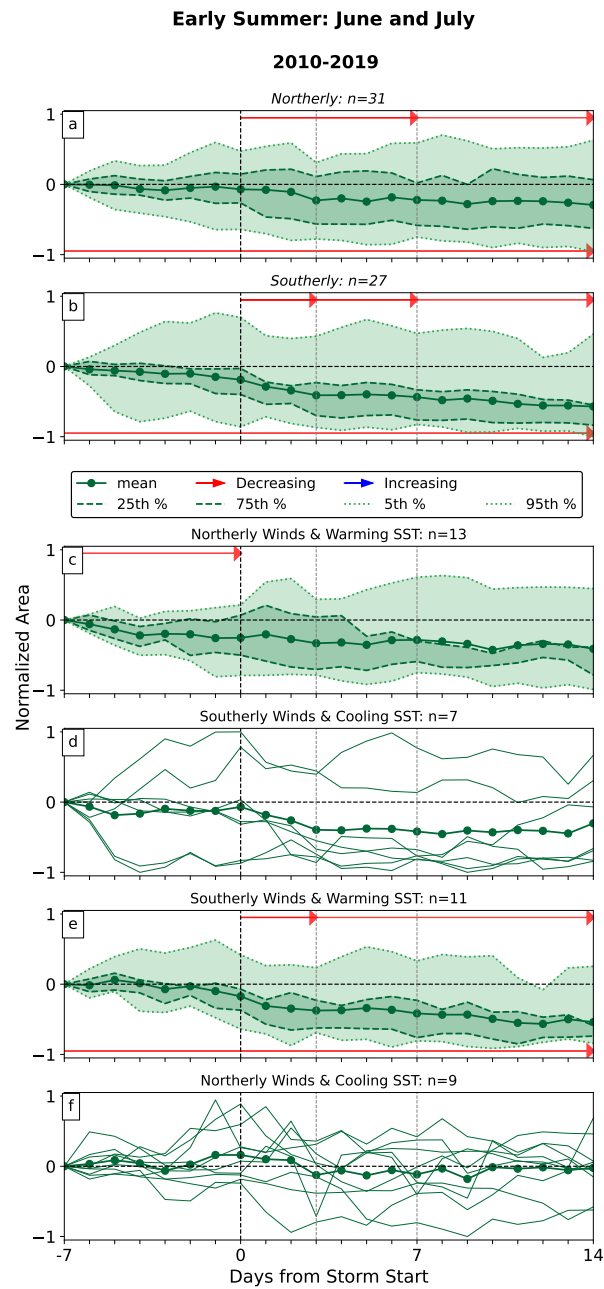 Early Summer: June and July
2010-2019
Northerly: n=31
a
1
0
−1
Southerly: n=27
b
1
0
−1
mean Decreasing Increasing
25th % 75th % 5th % 95th %
Northerly Winds & Warming SST: n=13
c
1
0
−1
Normalized Area
Southerly Winds & Cooling SST: n=7
d
1
0
−1
Southerly Winds & Warming SST: n=11
e
1
0
−1
Northerly Winds & Cooling SST: n=9
f
1
0
−1
-7 0 7 14
Days from Storm Start